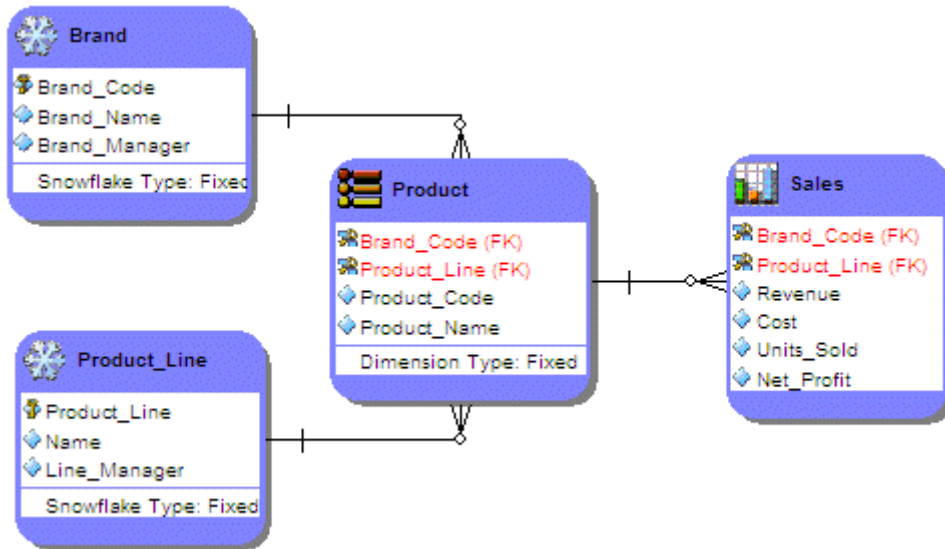 Brand
Brand_Code
Brand_Name
Brand_Manager
Snowflake Type: Fixed
Product_Line
Product_Line
Name
Line_Manager
Snowflake Type: Fixed
Product
Brand_Code (FK)
Product_Line (FK)
Product_Code
Product_Name
Dimension Type: Fixed
Sales
Brand_Code (FK)
Product_Line (FK)
Revenue
Cost
Units_Sold
Net_Profit